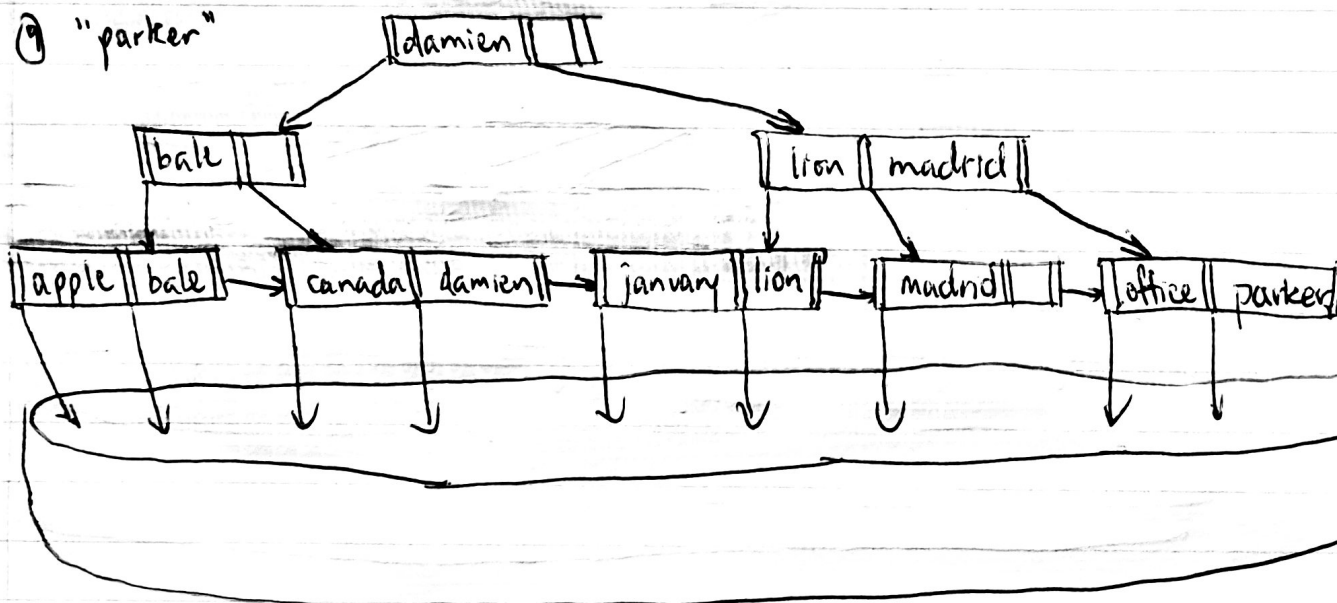 ⑨ "parker"
damien
bale
lion madrid
apple bale canada damien january lion madrid office parker